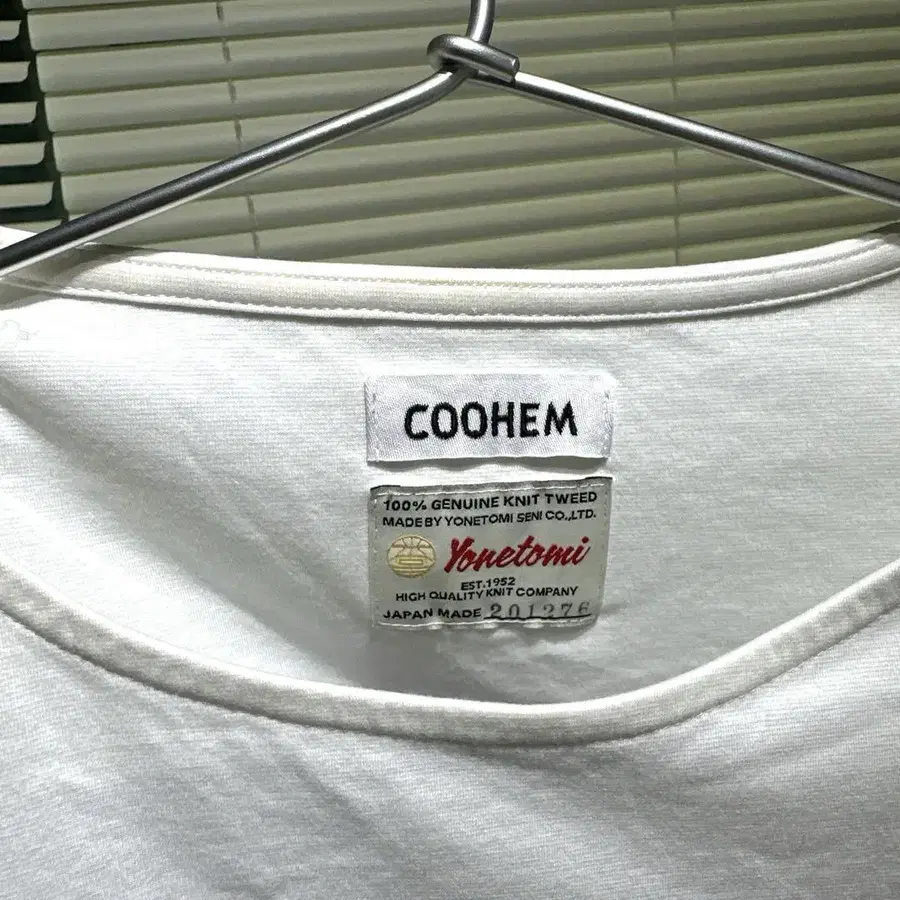 COOHEM
100% GENUINE KNIT TWEED
MADE BY YONETOMI SENI CO.,LTD.
Yonetomi
EST.1952
HIGH QUALITY KNIT COMPANY
JAPAN MADE 201276